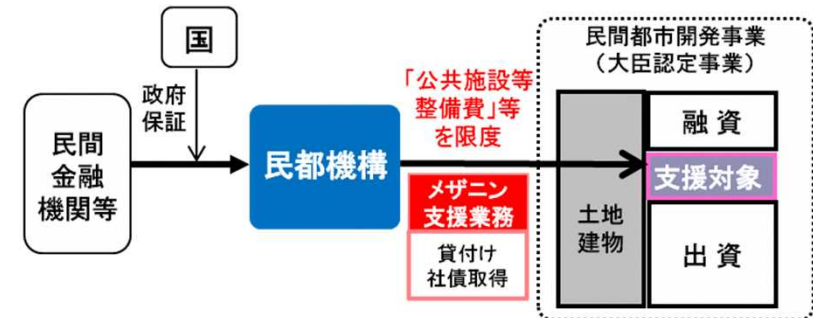 国
政府
保証
民間
金融
機関等
民都機構
「公共施設等
整備費」等
を限度
メザニン
支援業務
貸付け
社債取得
民間都市開発事業
（大臣認定事業）
土地
建物
融 資
支援対象
出 資